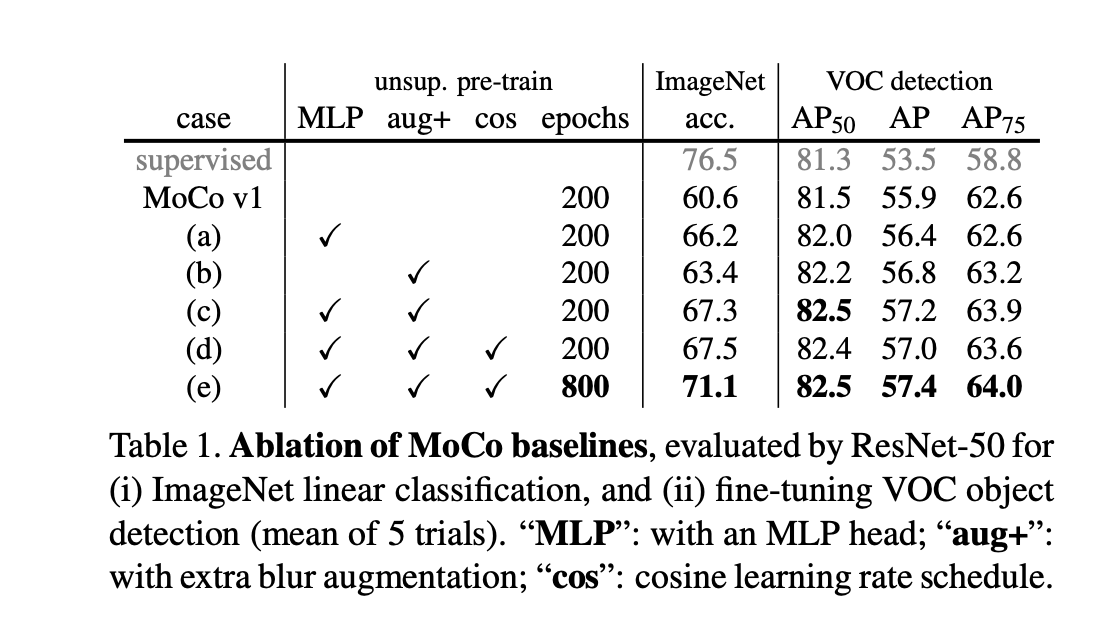 unsup. pre-train ImageNet VOC detection
case MLP aug+ cos epochs acc. AP50 AP AP75
supervised 76.5 81.3 53.5 58.8
MoCo v1 200 60.6 81.5 55.9 62.6
(a) ✓ 200 66.2 82.0 56.4 62.6
(b) ✓ 200 63.4 82.2 56.8 63.2
(c) ✓ ✓ 200 67.3 82.5 57.2 63.9
(d) ✓ ✓ ✓ 200 67.5 82.4 57.0 63.6
(e) ✓ ✓ ✓ 800 71.1 82.5 57.4 64.0
Table 1. Ablation of MoCo baselines, evaluated by ResNet-50 for
(i) ImageNet linear classification, and (ii) fine-tuning VOC object
detection (mean of 5 trials). “MLP”: with an MLP head; “aug+”:
with extra blur augmentation; “cos”: cosine learning rate schedule.